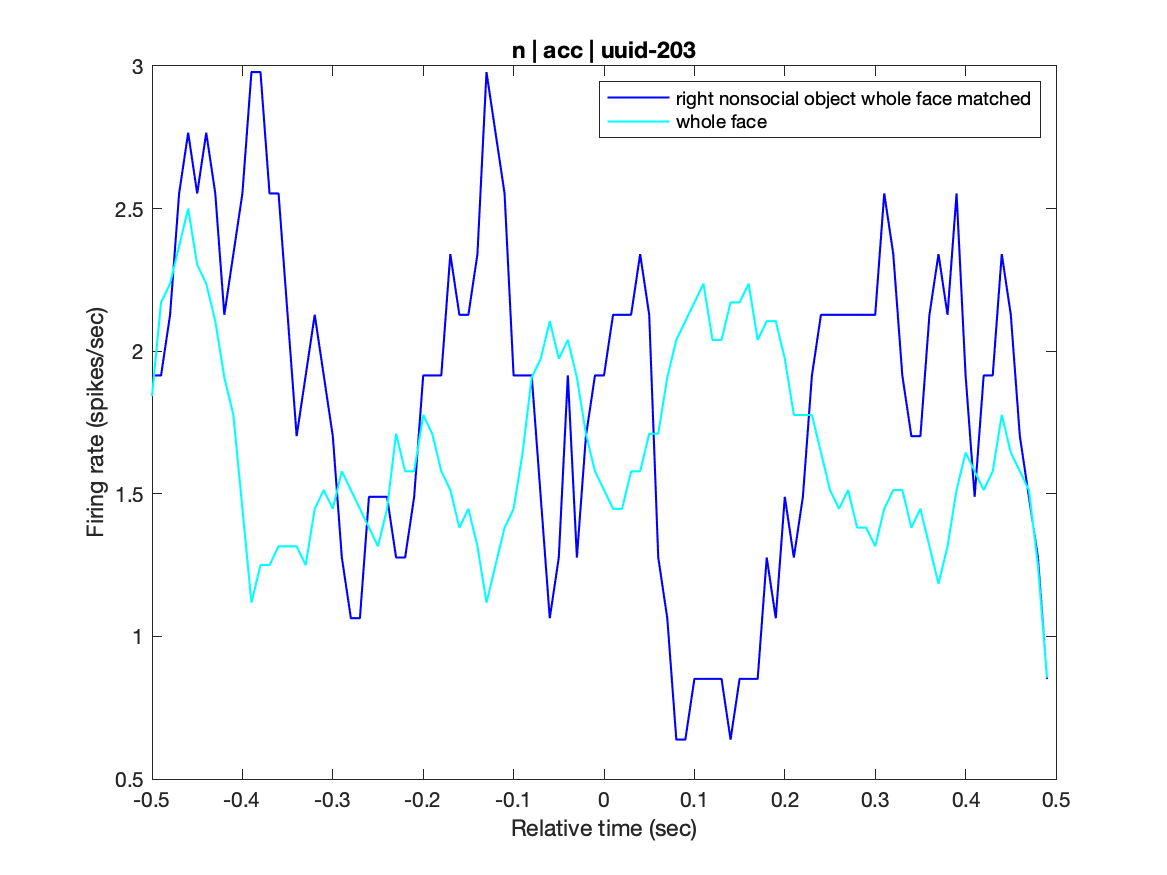 n | acc | uuid-203
right nonsocial object whole face matched
whole face
3
2.5
2
1.5
1
0.5
Firing rate (spikes/sec)
-0.5 -0.4 -0.3 -0.2 -0.1 0 0.1 0.2 0.3 0.4 0.5
Relative time (sec)